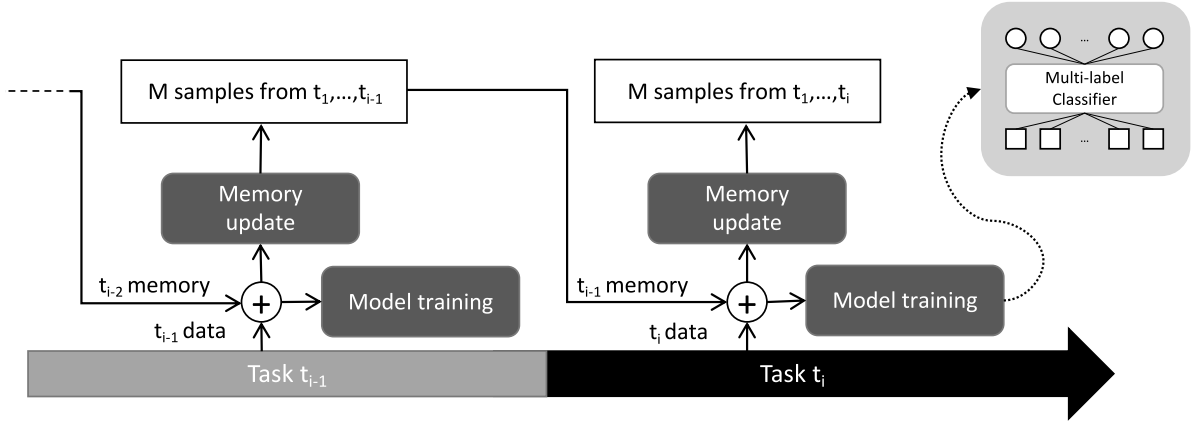 M samples from t1,...,ti-1
Memory
update
ti-2 memory
+
Model training
ti-1 data
Task ti-1
M samples from t1,...,ti
Memory
update
ti-1 memory
+
Model training
ti data
Task ti
...
Multi-label
Classifier
...